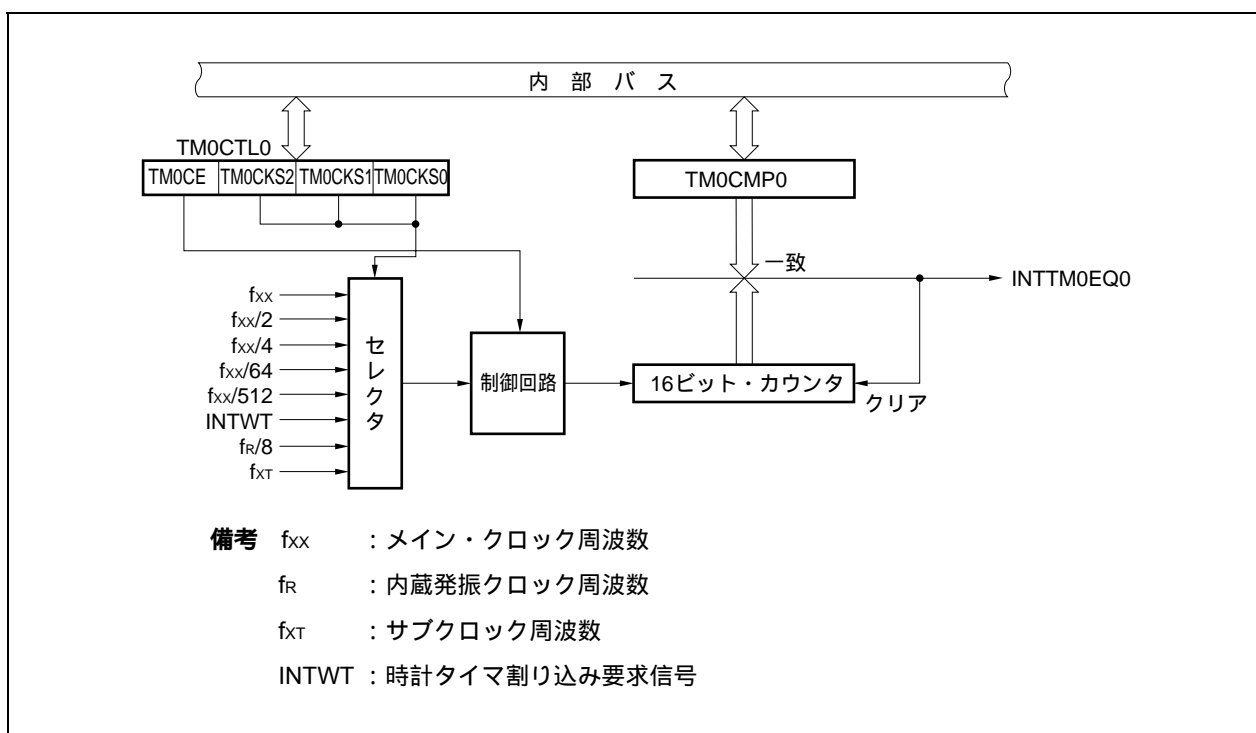 内 部 バ ス
TM0CTL0
TM0CE TM0CKS2 TM0CKS1 TM0CKS0
TM0CMP0
一致
INTTM0EQ0
fXX
fXX/2
fXX/4
fXX/64
fXX/512
INTWT
fR/8
fXT
セレクタ
制御回路
16ビット・カウンタ
クリア
備考 fXX :メイン・クロック周波数
fR :内蔵発振クロック周波数
fXT :サブクロック周波数
INTWT :時計タイマ割り込み要求信号